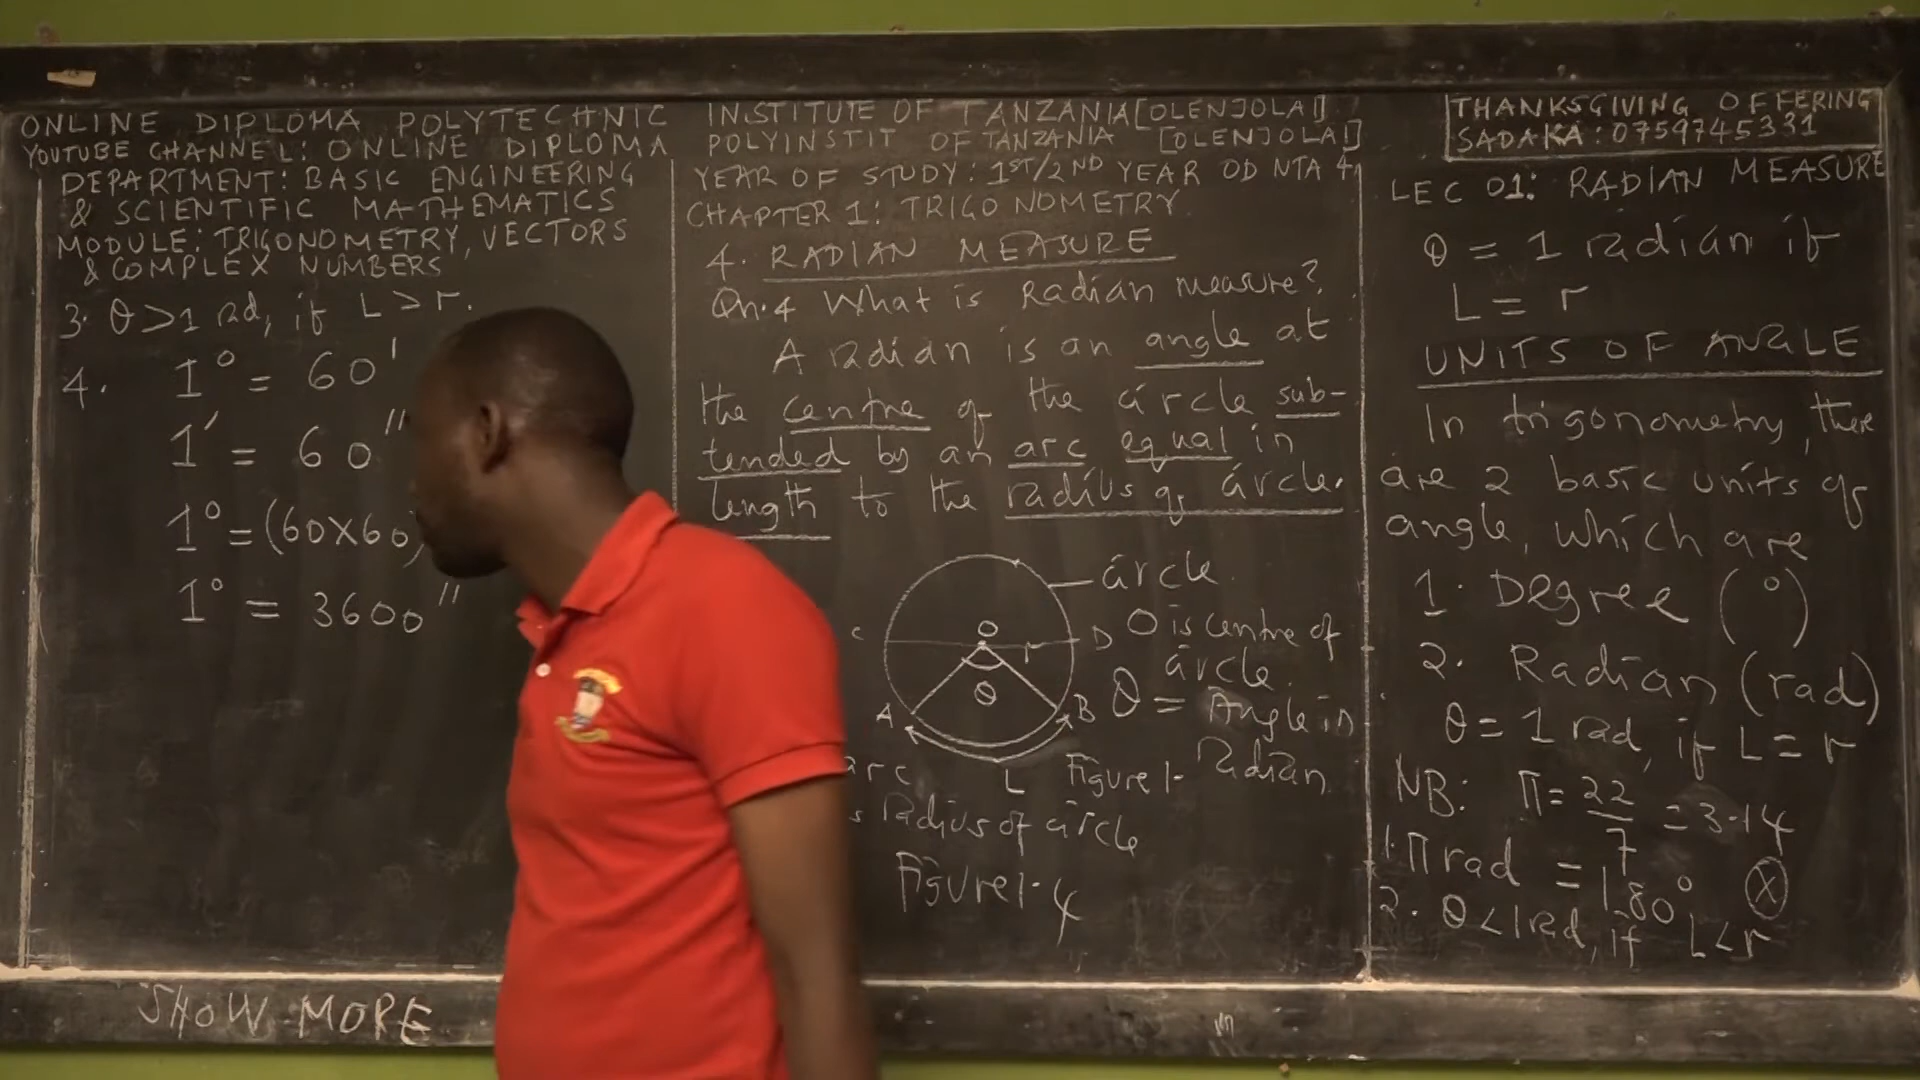 ONLINE DIPLOMA POLYTECHNIC INSTITUTE OF TANZANIA[OLENJOLAI]
YOUTUBE CHANNEL: ONLINE DIPLOMA POLYINSTIT OF TANZANIA [OLENJOLAI]
THANKSGIVING OFFERING
SADAKA: 0759745331
DEPARTMENT: BASIC ENGINEERING
& SCIENTIFIC MATHEMATICS
MODULE: TRIGONOMETRY, VECTORS
& COMPLEX NUMBERS
3. θ>1 rad, if L>r.
4. 1° = 60'
1' = 60''
1° = (60X60)
1° = 3600''
YEAR OF STUDY: 1ST/2ND YEAR OD NTA 4
CHAPTER 1: TRIGONOMETRY
4. RADIAN MEASURE
Qn.4 What is Radian measure?
A radian is an angle at
the centre of the circle sub-
tended by an arc equal in
length to the radius of circle.
circle
C O r D O is centre of
circle
θ
A B θ = Angle in
Radian
arc L Figure 1-
Radius of circle
Figure 1.4
LEC 01: RADIAN MEASURE
θ = 1 radian if
L = r
UNITS OF ANGLE
In trigonometry, there
are 2 basic units of
angle, which are
1. Degree (°)
2. Radian (rad)
θ = 1 rad, if L = r
NB: π = 22/7 = 3.14
1. π rad = 180° (X)
2. θ<1rad, if L<r
SHOW MORE